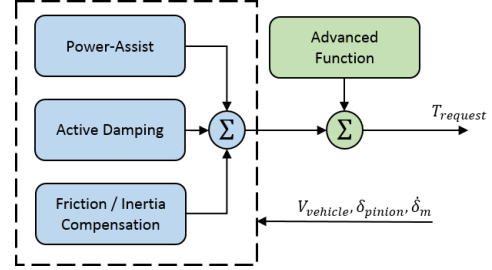 Power-Assist
Advanced
Function
Active Damping
Σ
Σ
T_request
Friction / Inertia
Compensation
V_vehicle, δ_pinion, δ̇_m